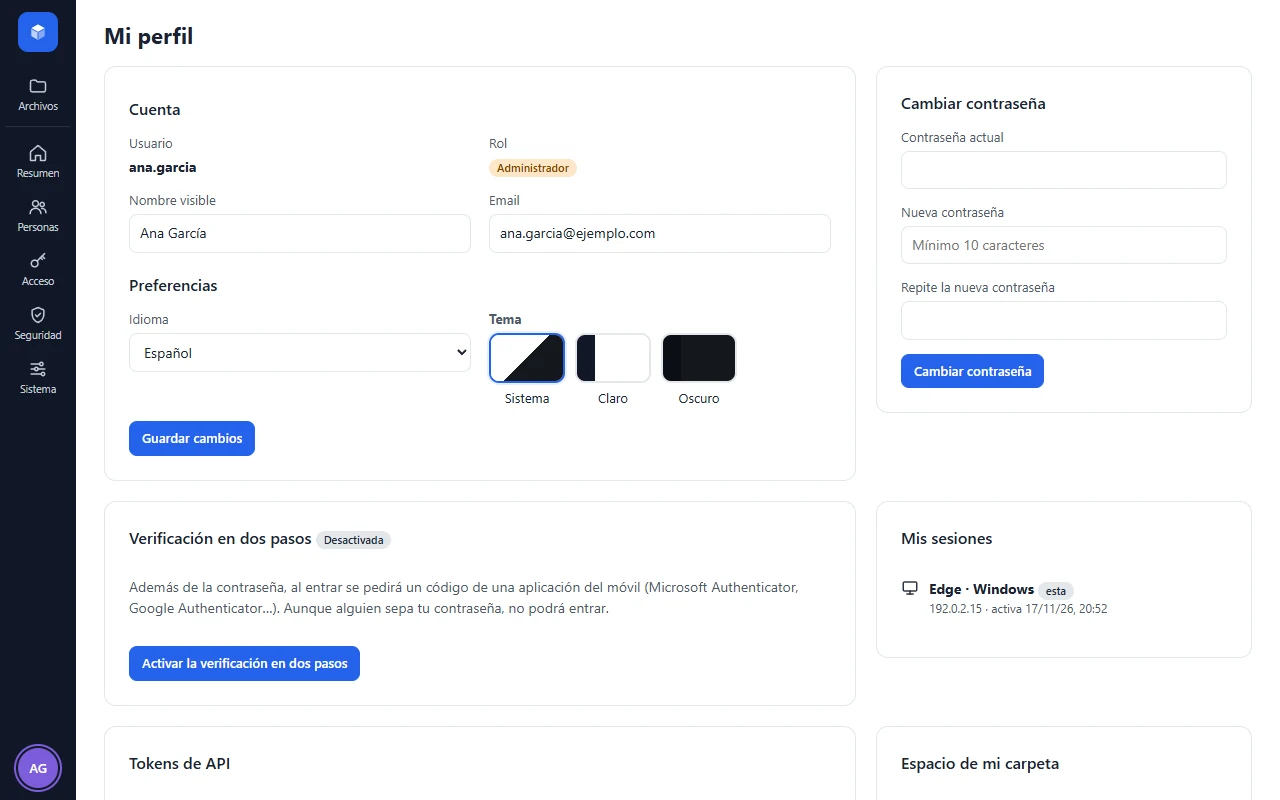 Archivos
Resumen
Personas
Acceso
Seguridad
Sistema
AG
Mi perfil
Cuenta
Usuario
ana.garcia
Rol
Administrador
Nombre visible
Ana García
Email
ana.garcia@ejemplo.com
Preferencias
Idioma
Español
Tema
Sistema
Claro
Oscuro
Guardar cambios
Cambiar contraseña
Contraseña actual
Nueva contraseña
Mínimo 10 caracteres
Repite la nueva contraseña
Cambiar contraseña
Verificación en dos pasos Desactivada
Además de la contraseña, al entrar se pedirá un código de una aplicación del móvil (Microsoft Authenticator,
Google Authenticator...). Aunque alguien sepa tu contraseña, no podrá entrar.
Activar la verificación en dos pasos
Mis sesiones
Edge · Windows esta
192.0.2.15 · activa 17/11/26, 20:52
Tokens de API
Espacio de mi carpeta